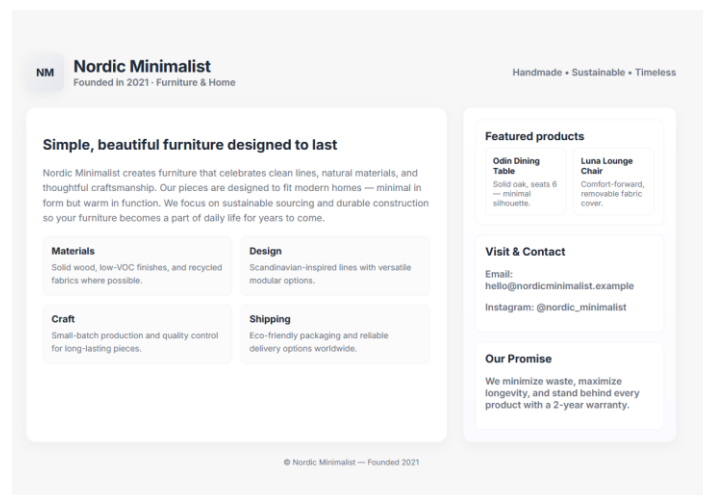 NM
Nordic Minimalist
Founded in 2021 · Furniture & Home
Handmade • Sustainable • Timeless
Simple, beautiful furniture designed to last
Nordic Minimalist creates furniture that celebrates clean lines, natural materials, and
thoughtful craftsmanship. Our pieces are designed to fit modern homes — minimal in
form but warm in function. We focus on sustainable sourcing and durable construction
so your furniture becomes a part of daily life for years to come.
Materials
Solid wood, low-VOC finishes, and recycled
fabrics where possible.
Design
Scandinavian-inspired lines with versatile
modular options.
Craft
Small-batch production and quality control
for long-lasting pieces.
Shipping
Eco-friendly packaging and reliable
delivery options worldwide.
Featured products
Odin Dining
Table
Solid oak, seats 6
— minimal
silhouette.
Luna Lounge
Chair
Comfort-forward,
removable fabric
cover.
Visit & Contact
Email:
hello@nordicminimalist.example
Instagram: @nordic_minimalist
Our Promise
We minimize waste, maximize
longevity, and stand behind every
product with a 2-year warranty.
© Nordic Minimalist — Founded 2021